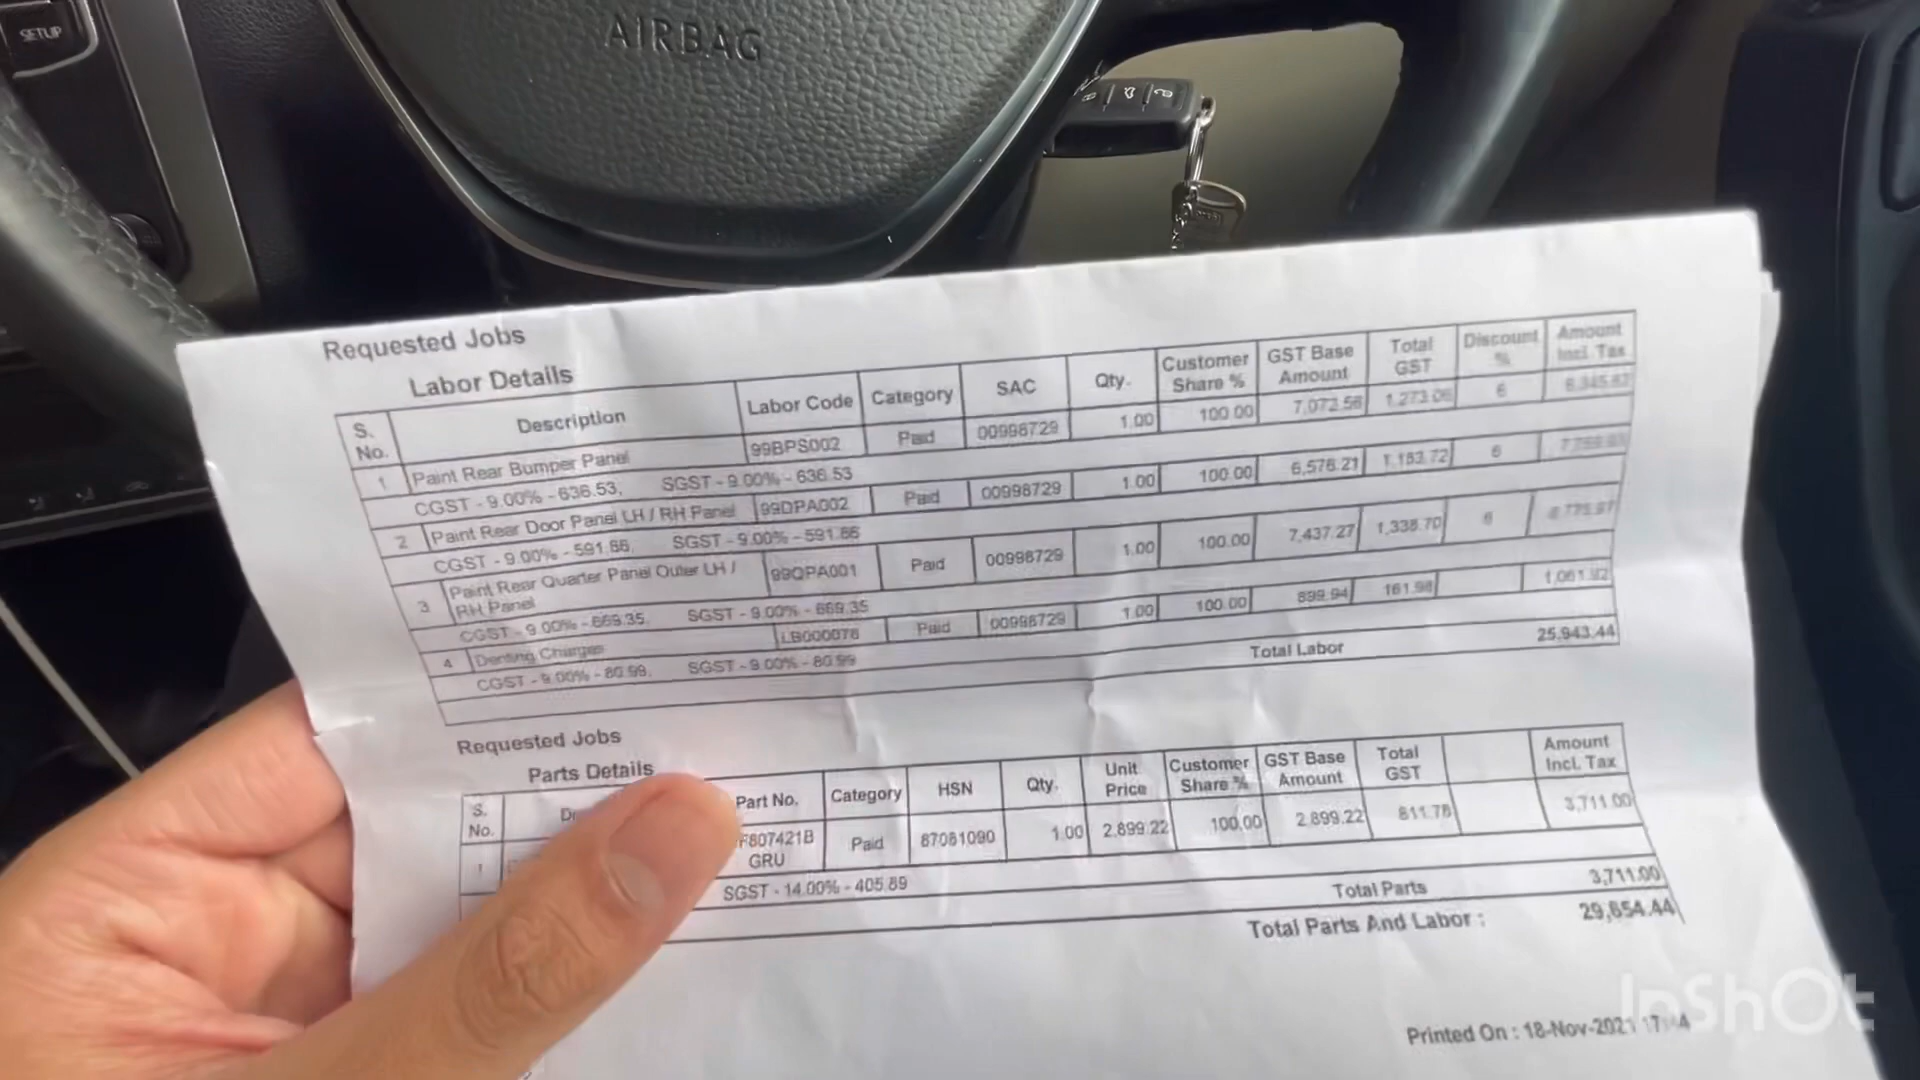 SETUP
AIRBAG
Requested Jobs
Labor Details
S. No. Description Labor Code Category SAC Qty. Customer Share % GST Base Amount Total GST Discount % Amount Incl. Tax
1 Paint Rear Bumper Panel 99BPS002 Paid 00998729 1.00 100.00 7,072.56 1,273.06 6
CGST - 9.00% - 636.53, SGST - 9.00% - 636.53
2 Paint Rear Door Panel LH / RH Panel 99DPA002 Paid 00998729 1.00 100.00 6,576.21 1,183.72 6
CGST - 9.00% - 591.86, SGST - 9.00% - 591.86
3 Paint Rear Quarter Panel Outer LH / RH Panel 99QPA001 Paid 00998729 1.00 100.00 7,437.27 1,338.70 6
CGST - 9.00% - 669.35, SGST - 9.00% - 669.35
4 Denting Charges LB000078 Paid 00998729 1.00 100.00 899.94 161.98 1,061.92
CGST - 9.00% - 80.99, SGST - 9.00% - 80.99
Total Labor 25,943.44
Requested Jobs
Parts Details
S. No. Part No. Category HSN Qty. Unit Price Customer Share % GST Base Amount Total GST Amount Incl. Tax
1 F807421B GRU Paid 87081090 1.00 2,899.22 100.00 2,899.22 811.78 3,711.00
SGST - 14.00% - 405.89
Total Parts 3,711.00
Total Parts And Labor : 29,654.44
InShOt
Printed On : 18-Nov-2021